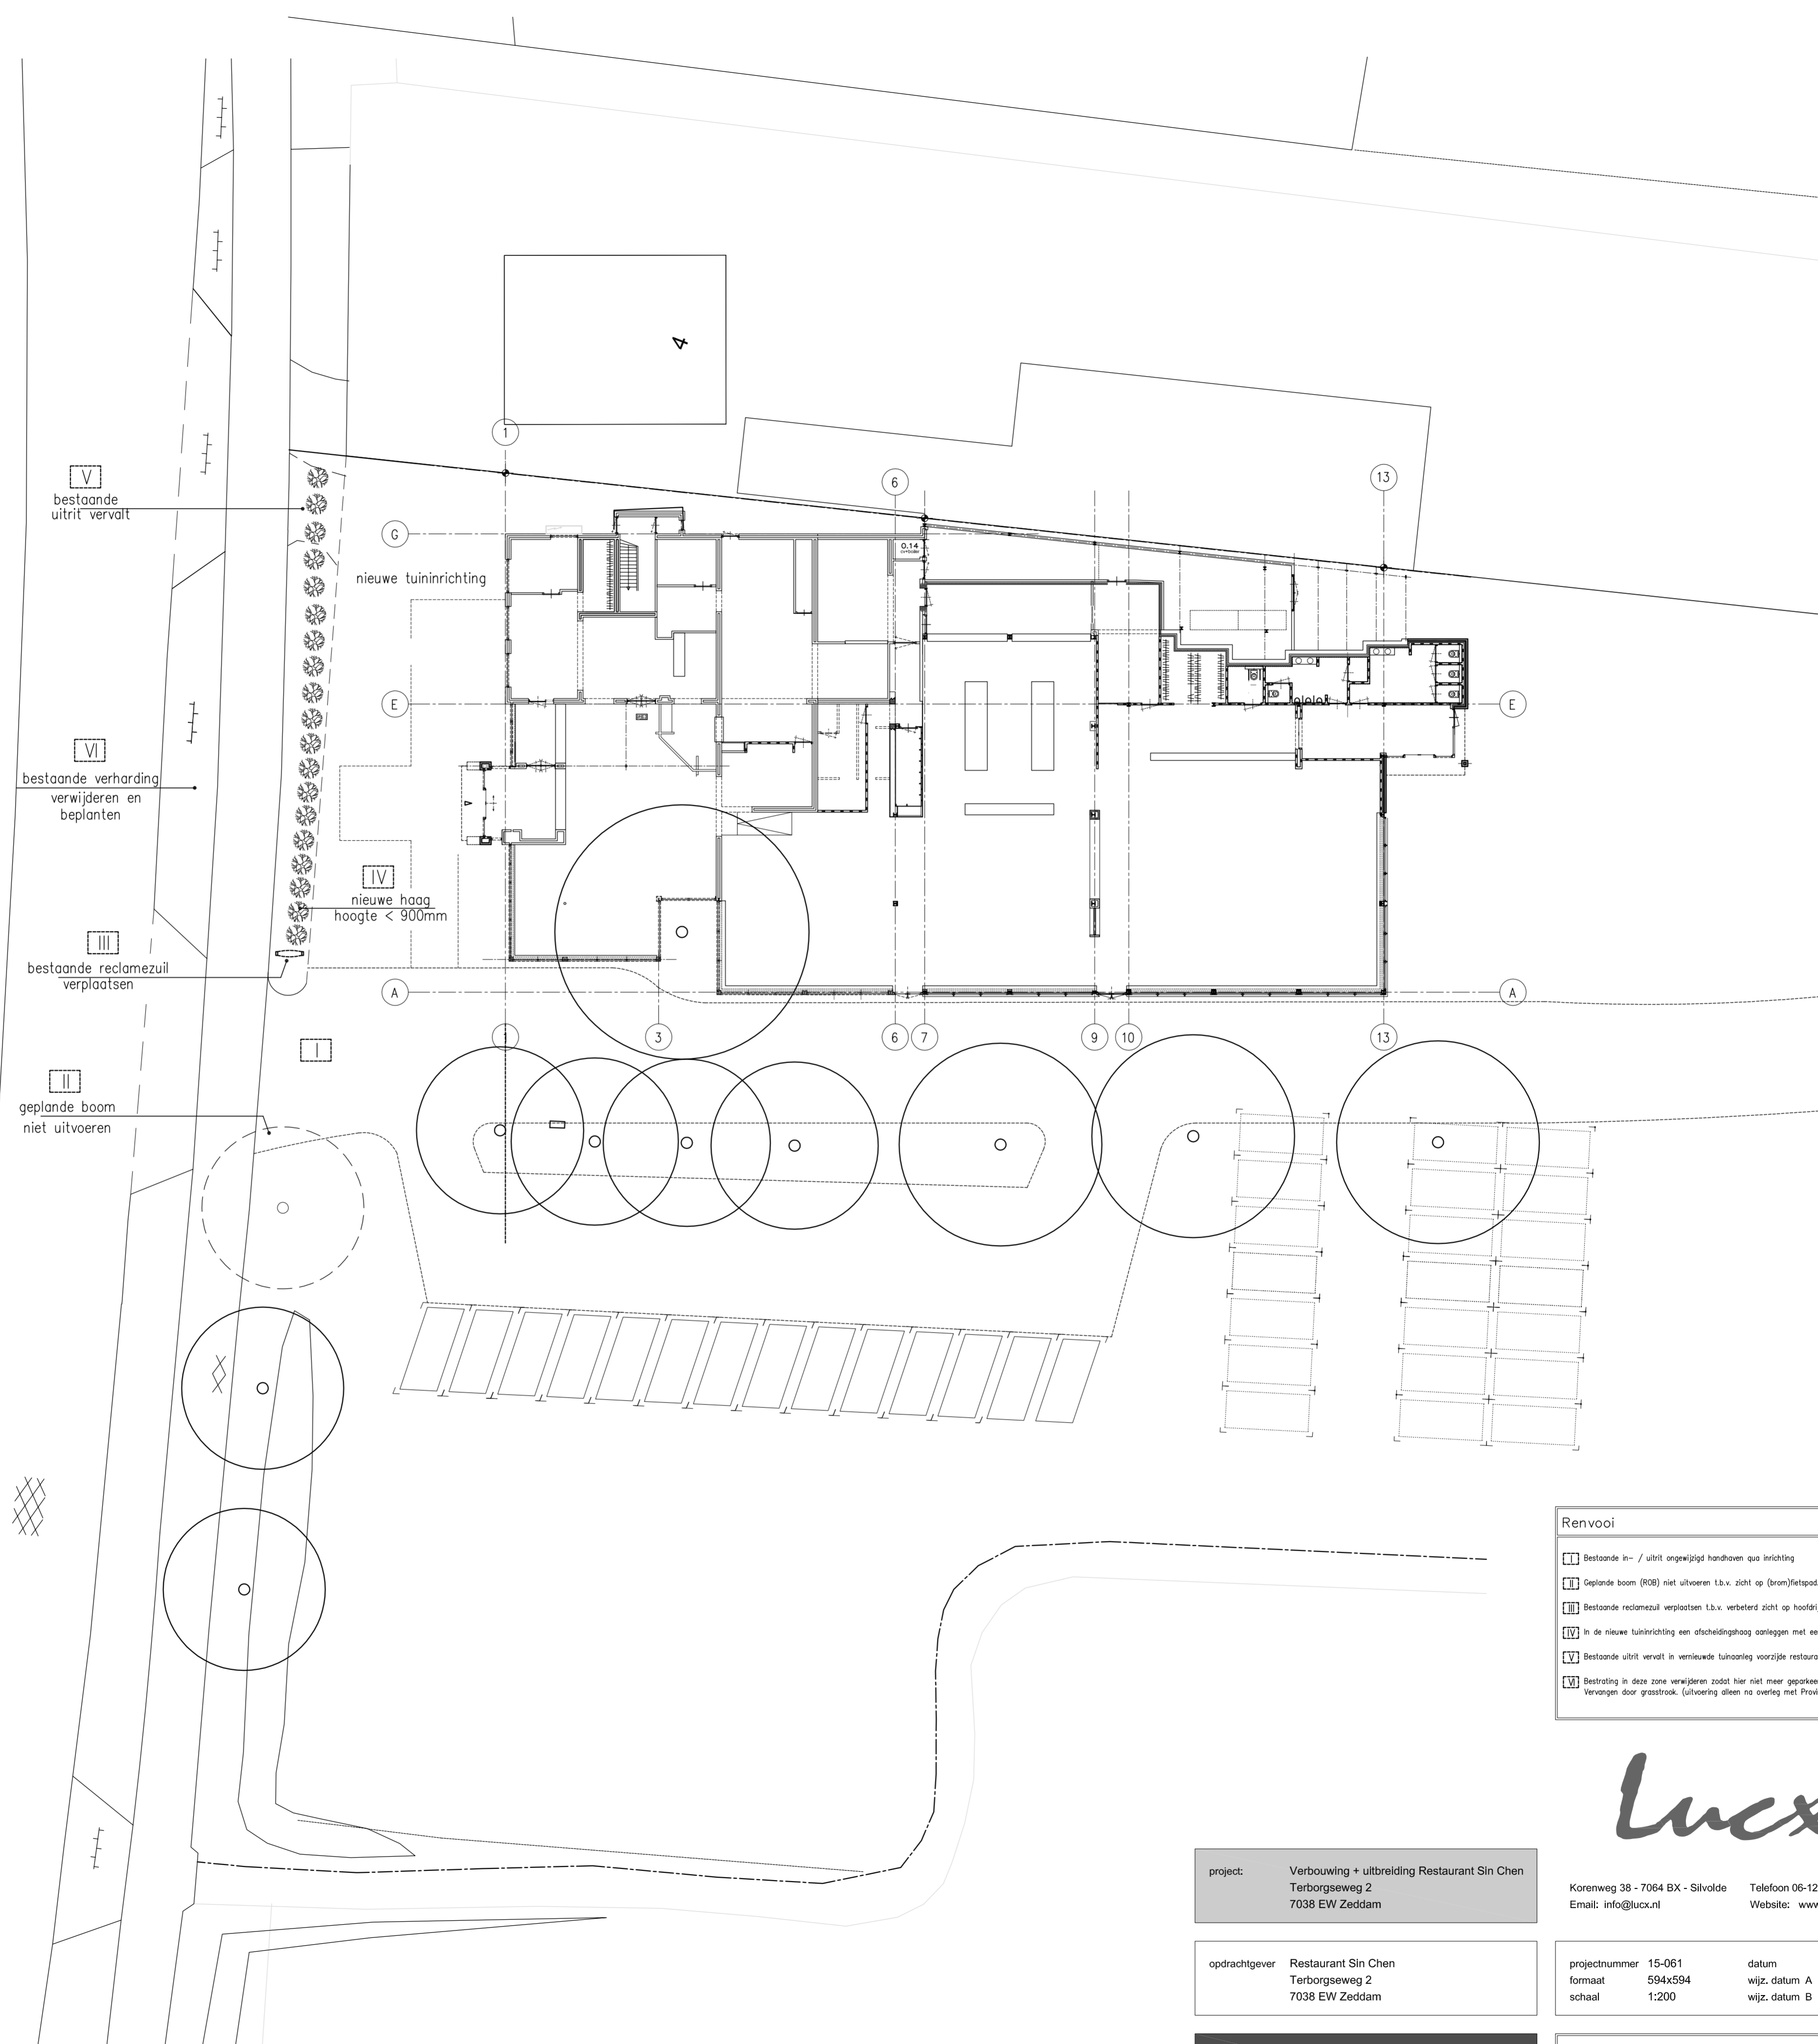 4
1
6
13
G
0.14
cv+boiler
V
bestaande
uitrit vervalt
nieuwe tuininrichting
E
E
VI
bestaande verharding
verwijderen en
beplanten
IV
nieuwe haag
hoogte < 900mm
III
bestaande reclamezuil
verplaatsen
A
A
I
3
6
7
9
10
13
II
geplande boom
niet uitvoeren
Renvooi
I Bestaande in- / uitrit ongewijzigd handhaven qua inrichting
II Geplande boom (ROB) niet uitvoeren t.b.v. zicht op (brom)fietspad.
III Bestaande reclamezuil verplaatsen t.b.v. verbeterd zicht op
IV In de nieuwe tuininrichting een afscheidingshaag aanleggen met
V Bestaande uitrit vervalt in vernieuwde tuinaanleg voorzijde
VI Bestrating in deze zone verwijderen zodat hier niet meer
Vervangen door grasstrook. (uitvoering alleen na overleg met
Lucx
project: Verbouwing + uitbreiding Restaurant Sin Chen
Terborgseweg 2
7038 EW Zeddam
Korenweg 38 - 7064 BX - Silvolde Telefoon 06-12
Email: info@lucx.nl Website: www
opdrachtgever Restaurant Sin Chen
Terborgseweg 2
7038 EW Zeddam
projectnummer 15-061 datum
formaat 594x594 wijz. datum A
schaal 1:200 wijz. datum B